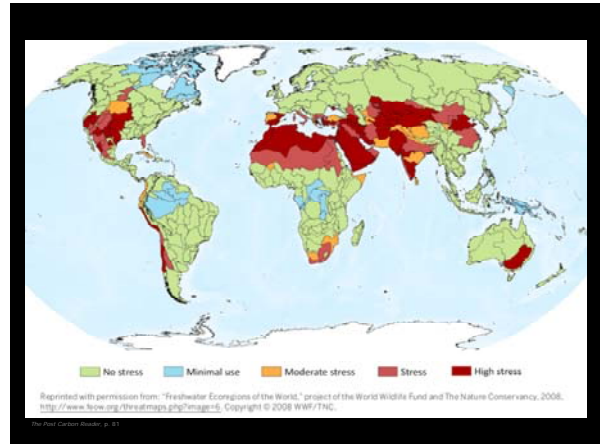 No stress Minimal use Moderate stress Stress High stress
Reprinted with permission from: "Freshwater Ecoregions of the World," project of the World Wildlife Fund and The Nature Conservancy, 2008,
http://www.feow.org/threatmaps.php?image=6. Copyright © 2008 WWF/TNC.
The Post Carbon Reader, p. 81